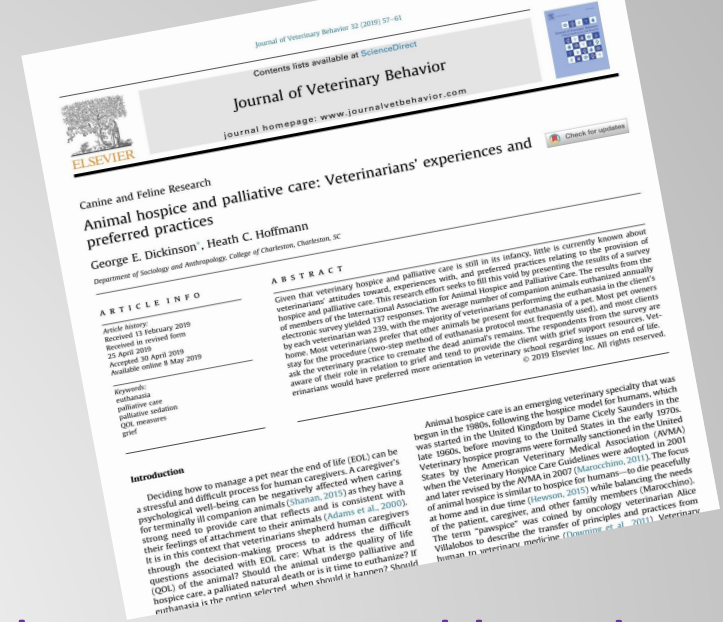 Journal of Veterinary Behavior 32 (2019) 57–61
Contents lists available at ScienceDirect
Journal of Veterinary Behavior
journal homepage: www.journalvetbehavior.com
ELSEVIER
Check for updates
Canine and Feline Research
Animal hospice and palliative care: Veterinarians' experiences and
preferred practices
George E. Dickinson*, Heath C. Hoffmann
Department of Sociology and Anthropology, College of Charleston, Charleston, SC
ARTICLE INFO
Article history:
Received 13 February 2019
Received in revised form
25 April 2019
Accepted 30 April 2019
Available online 8 May 2019
Keywords:
euthanasia
palliative care
palliative sedation
QOL measures
grief
ABSTRACT
Given that veterinary hospice and palliative care is still in its infancy, little is currently known about
veterinarians' attitudes toward, experiences with, and preferred practices relating to the provision of
hospice and palliative care. This research effort seeks to fill this void by presenting the results of a survey
of members of the International Association for Animal Hospice and Palliative Care. The results from the
electronic survey yielded 137 responses. The average number of companion animals euthanized annually
by each veterinarian was 239, with the majority of veterinarians performing the euthanasia in the client's
home. Most veterinarians prefer that other animals be present for euthanasia of a pet. Most pet owners
stay for the procedure (two-step method of euthanasia protocol most frequently used), and most clients
ask the veterinary practice to cremate the dead animal's remains. The respondents from the survey are
aware of their role in relation to grief and tend to provide the client with grief support resources. Vet-
erinarians would have preferred more orientation in veterinary school regarding issues on end of life.
© 2019 Elsevier Inc. All rights reserved.
Introduction
Deciding how to manage a pet near the end of life (EOL) can be
a stressful and difficult process for human caregivers. A caregiver's
psychological well-being can be negatively affected when caring
for terminally ill companion animals (Shanan, 2015) as they have a
strong need to provide care that reflects and is consistent with
their feelings of attachment to their animals (Adams et al., 2000).
It is in this context that veterinarians shepherd human caregivers
through the decision-making process to address the difficult
questions associated with EOL care: What is the quality of life
(QOL) of the animal? Should the animal undergo palliative and
hospice care, a palliated natural death or is it time to euthanize? If
euthanasia is the option selected, when should it happen? Should
Animal hospice care is an emerging veterinary specialty that was
begun in the 1980s, following the hospice model for humans, which
was started in the United Kingdom by Dame Cicely Saunders in the
late 1960s, before moving to the United States in the early 1970s.
Veterinary hospice programs were formally sanctioned in the United
States by the American Veterinary Medical Association (AVMA)
when the Veterinary Hospice Care Guidelines were adopted in 2001
and later revised by the AVMA in 2007 (Marocchino, 2011). The focus
of animal hospice is similar to hospice for humans—to die peacefully
at home and in due time (Hewson, 2015) while balancing the needs
of the patient, caregiver, and other family members (Marocchino).
The term "pawspice" was coined by oncology veterinarian Alice
Villalobos to describe the transfer of principles and practices from
human to veterinary medicine (Downing et al., 2011). Veterinary